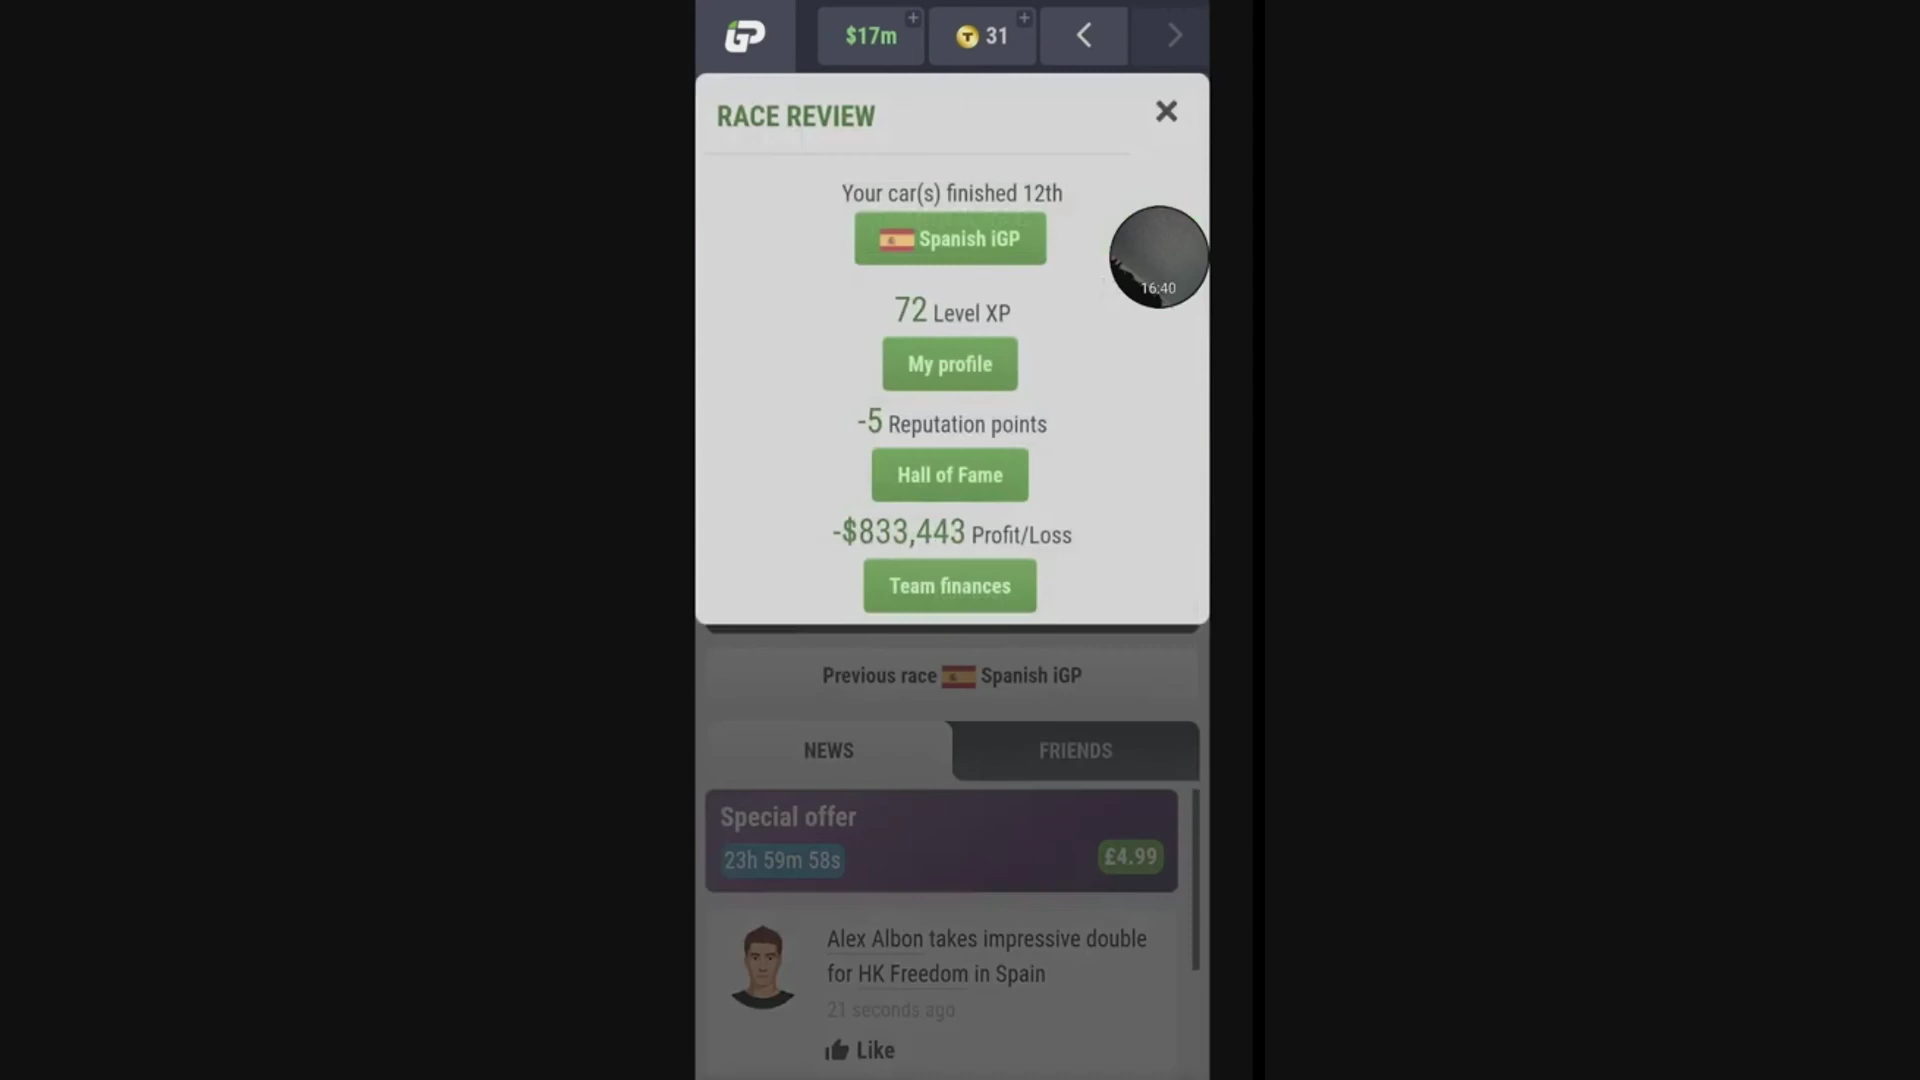 iGP
$17m +
T 31 +
RACE REVIEW
Your car(s) finished 12th
Spanish iGP
16:40
72 Level XP
My profile
-5 Reputation points
Hall of Fame
-$833,443 Profit/Loss
Team finances
Previous race Spanish iGP
NEWS
FRIENDS
Special offer
23h 59m 58s
£4.99
Alex Albon takes impressive double
for HK Freedom in Spain
21 seconds ago
Like